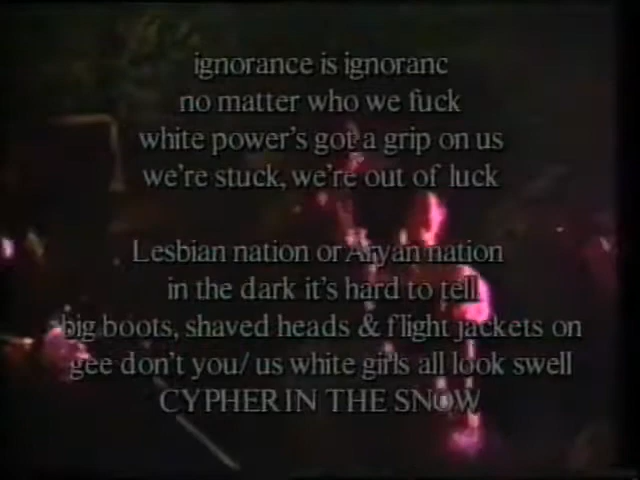 ignorance is ignoranc
no matter who we fuck
white power's got a grip on us
we're stuck, we're out of luck
Lesbian nation or Aryan nation
in the dark it's hard to tell
big boots, shaved heads & flight jackets on
gee don't you/ us white girls all look swell
CYPHER IN THE SNOW